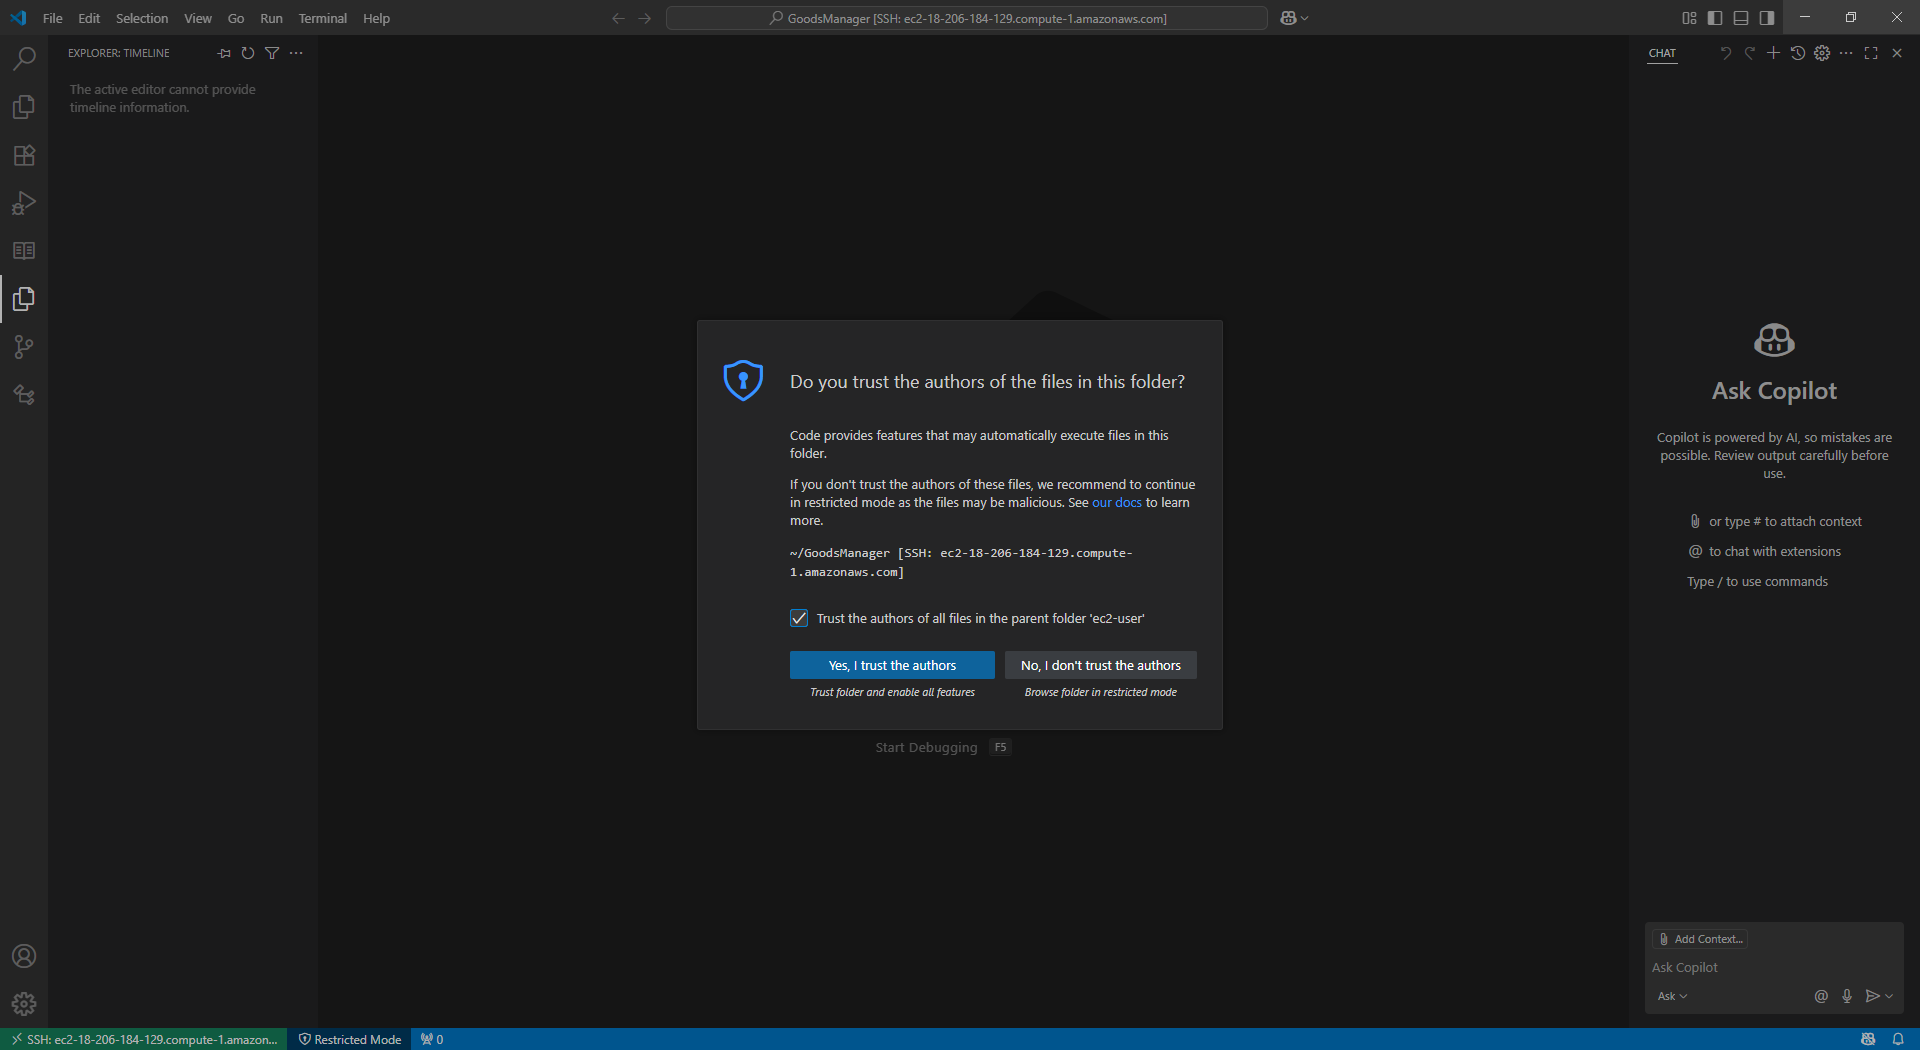 File Edit Selection View Go Run Terminal Help
GoodsManager [SSH: ec2-18-206-184-129.compute-1.amazonaws.com]
EXPLORER: TIMELINE
The active editor cannot provide
timeline information.
CHAT
Do you trust the authors of the files in this folder?
Code provides features that may automatically execute files in this
folder.
If you don't trust the authors of these files, we recommend to continue
in restricted mode as the files may be malicious. See our docs to learn
more.
~/GoodsManager [SSH: ec2-18-206-184-129.compute-
1.amazonaws.com]
Trust the authors of all files in the parent folder 'ec2-user'
Yes, I trust the authors
No, I don't trust the authors
Trust folder and enable all features
Browse folder in restricted mode
Start Debugging F5
Ask Copilot
Copilot is powered by AI, so mistakes are
possible. Review output carefully before
use.
or type # to attach context
@ to chat with extensions
Type / to use commands
Add Context...
Ask Copilot
Ask
SSH: ec2-18-206-184-129.compute-1.amazon...
Restricted Mode
0